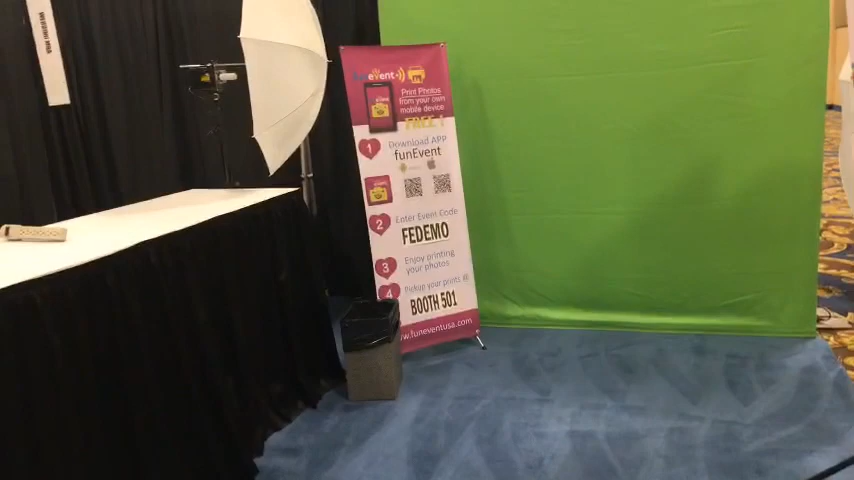 funEvent
Print Photos
from your own
mobile device
FREE !
1
Download APP
funEvent
2
Enter Event Code
FEDEMO
3
Enjoy printing
your photos.
4
Pickup your prints @
BOOTH 501
www.funeventusa.com